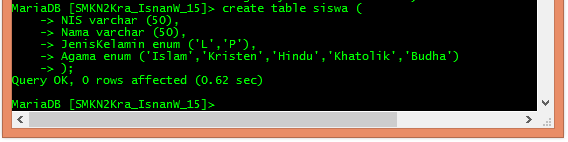 MariaDB [SMKN2Kra_IsnanW_15]> create table siswa (
    -> NIS varchar (50),
    -> Nama varchar (50),
    -> JenisKelamin enum ('L','P'),
    -> Agama enum ('Islam','Kristen','Hindu','Khatolik','Budha')
    -> );
Query OK, 0 rows affected (0.62 sec)
MariaDB [SMKN2Kra_IsnanW_15]>